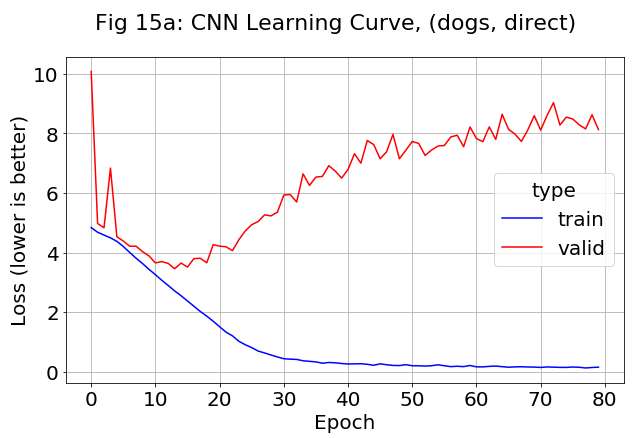 Fig 15a: CNN Learning Curve, (dogs, direct)
10
8
6
4
2
0
Loss (lower is better)
type
train
valid
0 10 20 30 40 50 60 70 80
Epoch